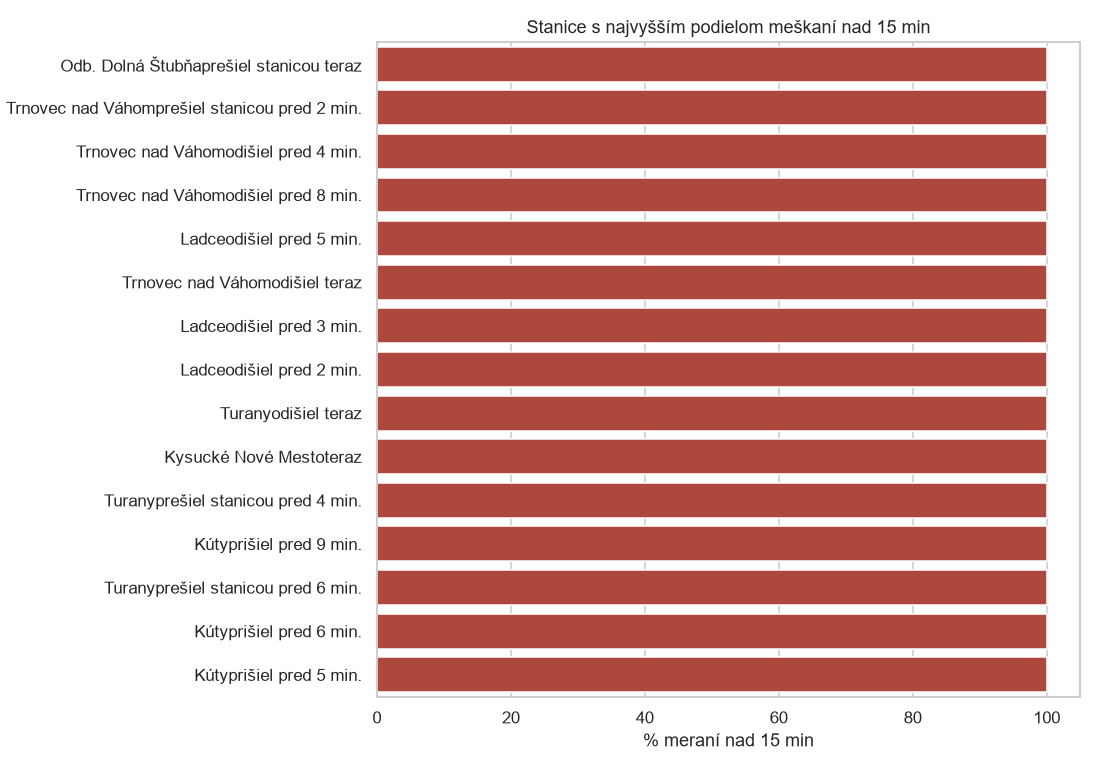 Stanice s najvyšším podielom meškaní nad 15 min
Odb. Dolná Štubňaprešiel stanicou teraz
Trnovec nad Váhomprešiel stanicou pred 2 min.
Trnovec nad Váhomodišiel pred 4 min.
Trnovec nad Váhomodišiel pred 8 min.
Ladceodišiel pred 5 min.
Trnovec nad Váhomodišiel teraz
Ladceodišiel pred 3 min.
Ladceodišiel pred 2 min.
Turanyodišiel teraz
Kysucké Nové Mestoteraz
Turanyprešiel stanicou pred 4 min.
Kútyprišiel pred 9 min.
Turanyprešiel stanicou pred 6 min.
Kútyprišiel pred 6 min.
Kútyprišiel pred 5 min.
0 20 40 60 80 100
% meraní nad 15 min